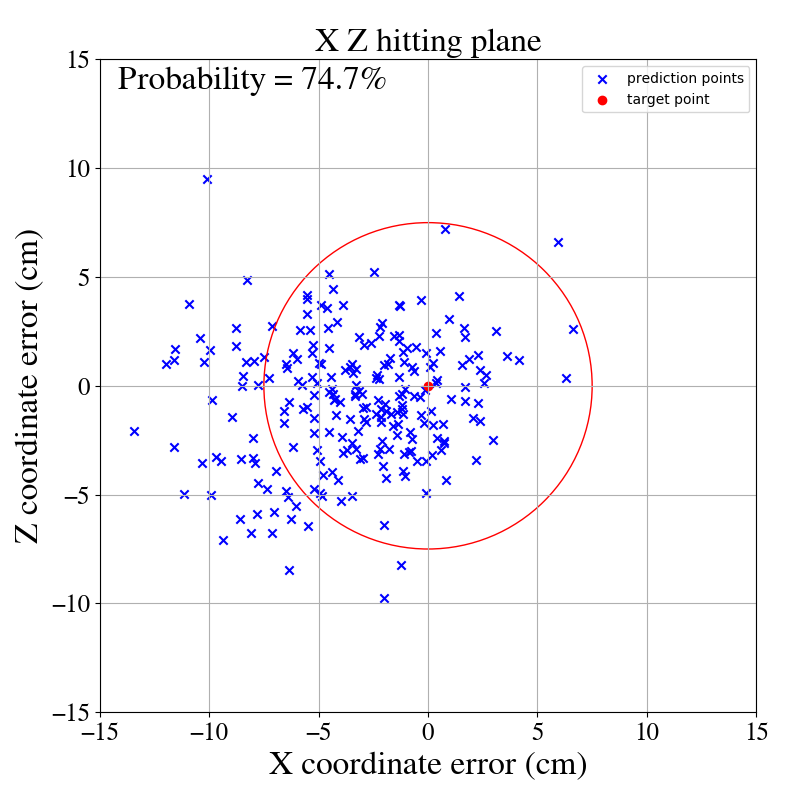 X Z hitting plane
Probability = 74.7%
prediction points
target point
15
10
5
0
−5
−10
−15
Z coordinate error (cm)
−15 −10 −5 0 5 10 15
X coordinate error (cm)